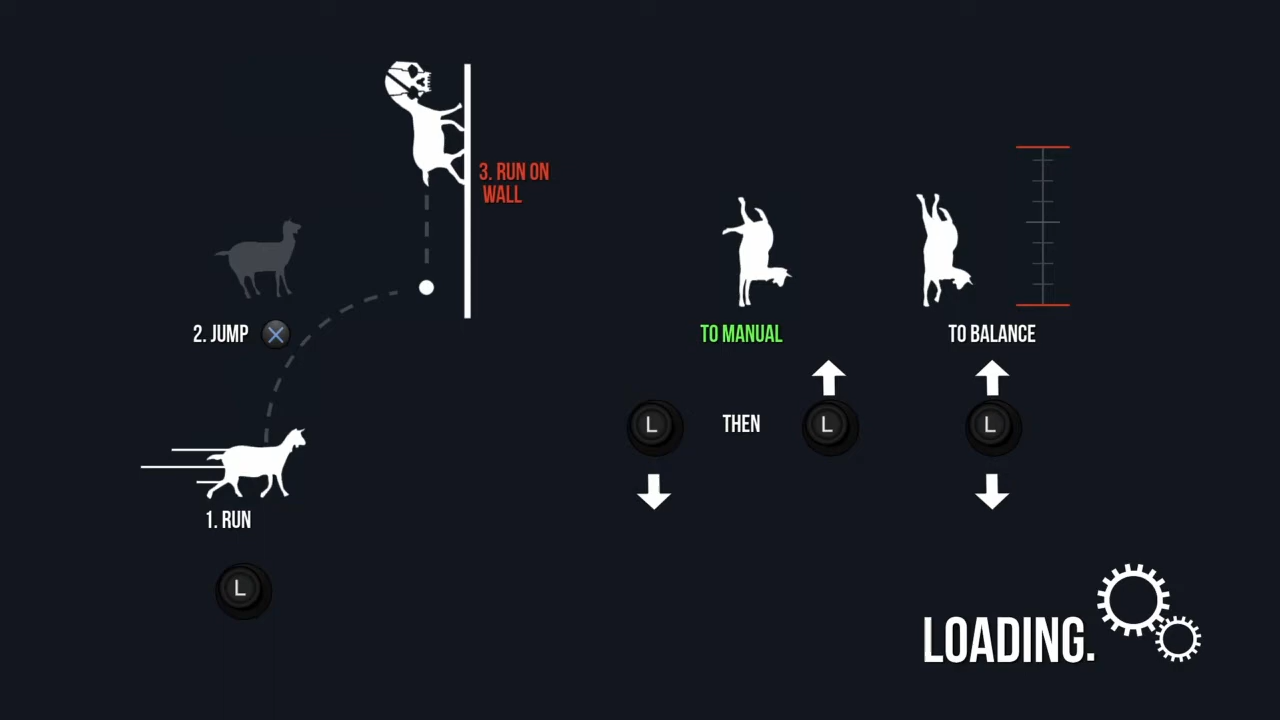 3. RUN ON
WALL
2. JUMP
1. RUN
L
TO MANUAL
TO BALANCE
L THEN L
L
LOADING.